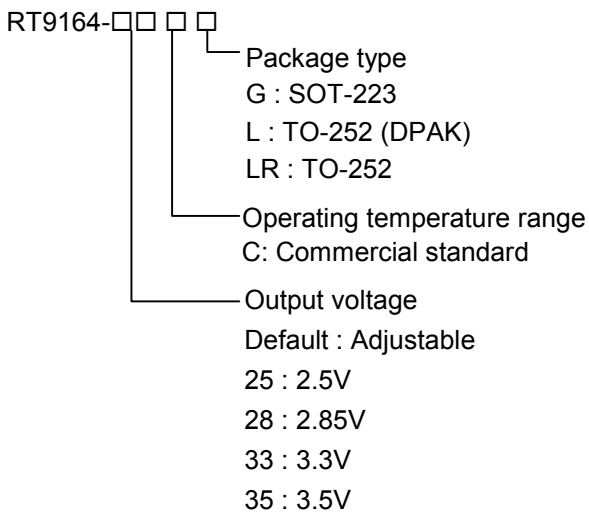 RT9164-□□ □ □
Package type
G : SOT-223
L : TO-252 (DPAK)
LR : TO-252
Operating temperature range
C: Commercial standard
Output voltage
Default : Adjustable
25 : 2.5V
28 : 2.85V
33 : 3.3V
35 : 3.5V